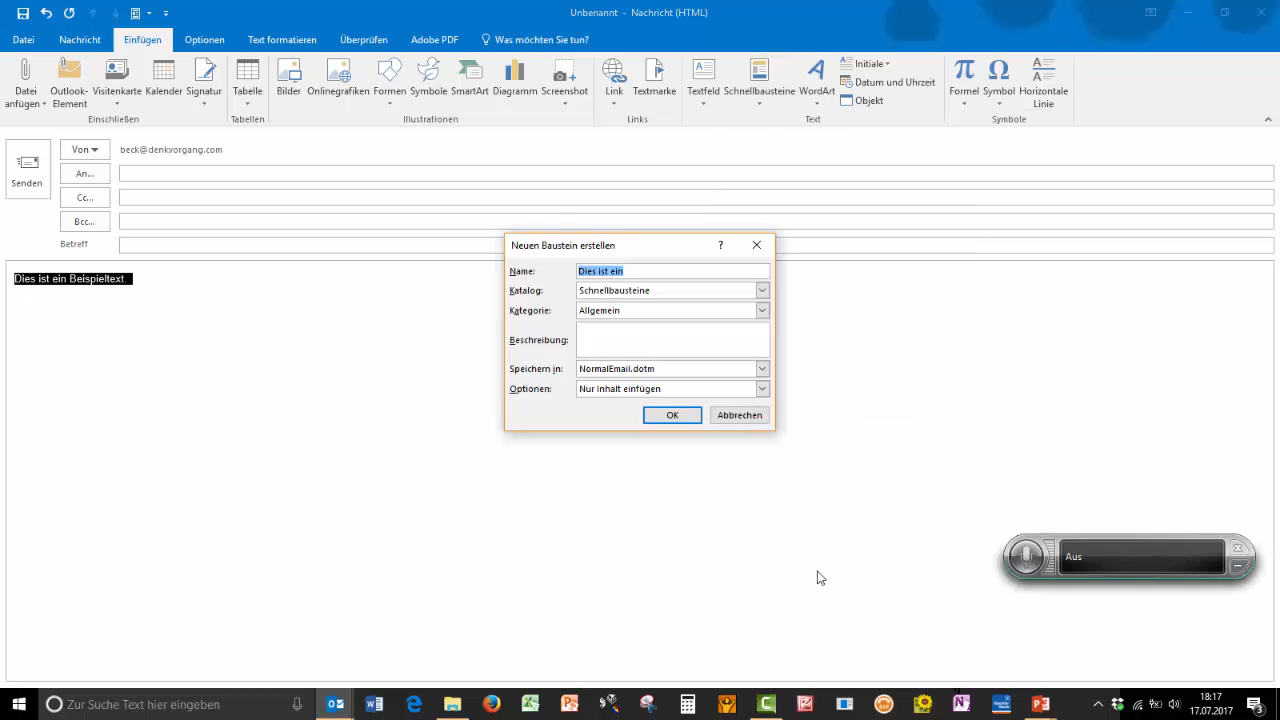 Unbenannt - Nachricht (HTML)
Datei Nachricht Einfügen Optionen Text formatieren Überprüfen Adobe PDF Was möchten Sie tun?
Datei anfügen
Outlook-Element
Visitenkarte
Kalender
Signatur
Tabelle
Bilder
Onlinegrafiken
Formen
Symbole
SmartArt
Diagramm
Screenshot
Link
Textmarke
Textfeld
Schnellbausteine
WordArt
Initiale
Datum und Uhrzeit
Objekt
Formel
Symbol
Horizontale Linie
Einschließen Tabellen Illustrationen Links Text Symbole
Senden
Von beck@denkvorgang.com
An...
Cc...
Bcc...
Betreff
Dies ist ein Beispieltext.
Neuen Baustein erstellen ?
Name: Dies ist ein
Katalog: Schnellbausteine
Kategorie: Allgemein
Beschreibung:
Speichern in: NormalEmail.dotm
Optionen: Nur Inhalt einfügen
OK Abbrechen
Aus
Zur Suche Text hier eingeben
18:17
17.07.2017
3